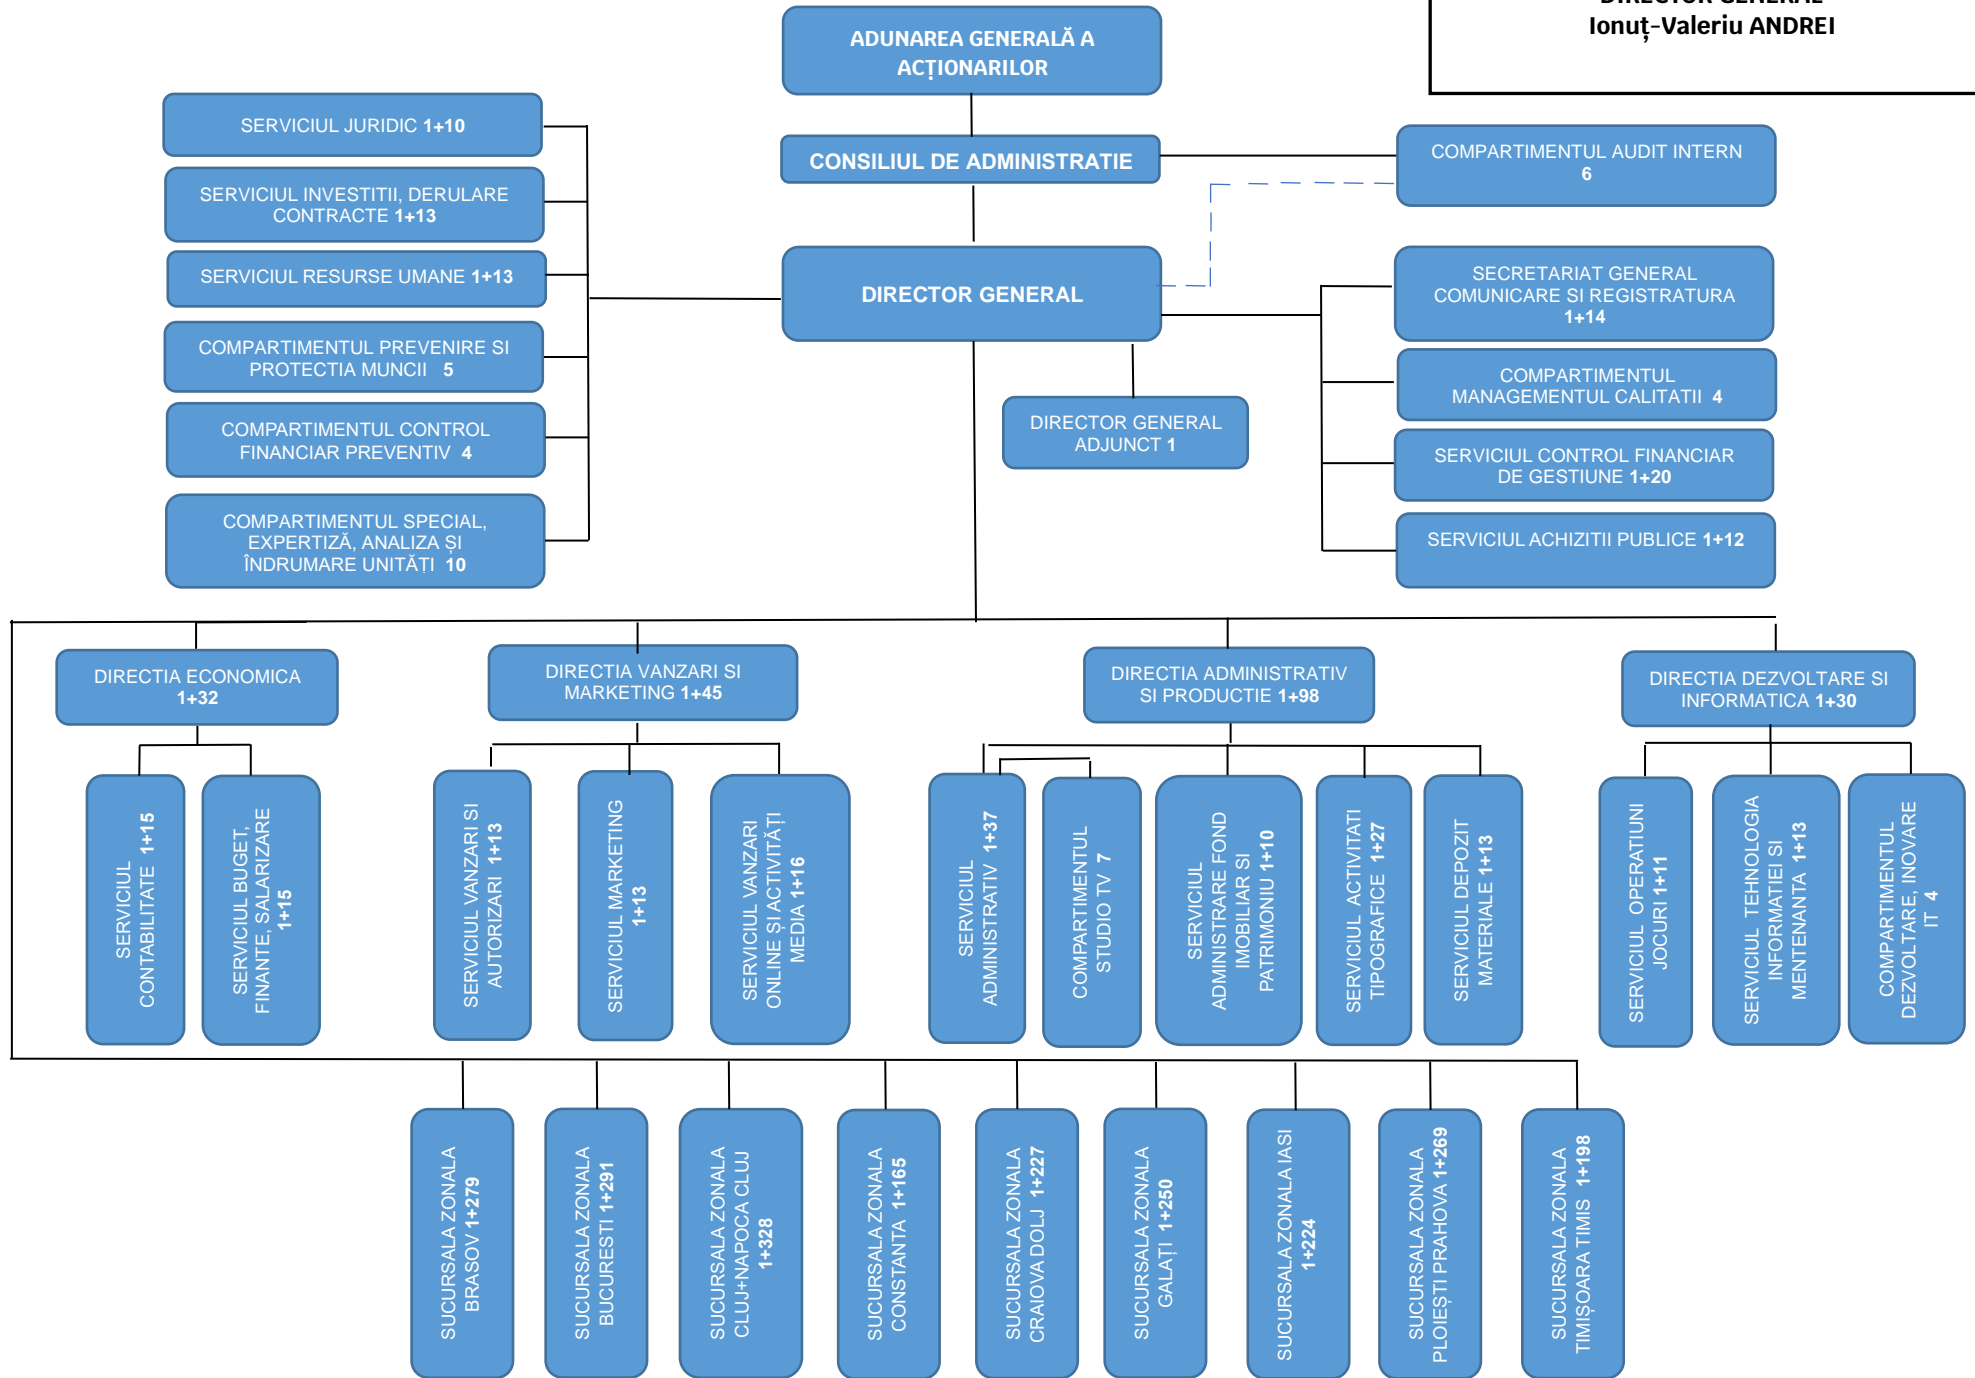 DIRECTOR GENERAL
Ionuț-Valeriu ANDREI
ADUNAREA GENERALĂ A
ACȚIONARILOR
SERVICIUL JURIDIC 1+10
CONSILIUL DE ADMINISTRATIE
COMPARTIMENTUL AUDIT INTERN
6
SERVICIUL INVESTITII, DERULARE
CONTRACTE 1+13
SERVICIUL RESURSE UMANE 1+13
DIRECTOR GENERAL
SECRETARIAT GENERAL
COMUNICARE SI REGISTRATURA
1+14
COMPARTIMENTUL PREVENIRE SI
PROTECTIA MUNCII 5
COMPARTIMENTUL
MANAGEMENTUL CALITATII 4
COMPARTIMENTUL CONTROL
FINANCIAR PREVENTIV 4
DIRECTOR GENERAL
ADJUNCT 1
SERVICIUL CONTROL FINANCIAR
DE GESTIUNE 1+20
COMPARTIMENTUL SPECIAL,
EXPERTIZĂ, ANALIZA ȘI
ÎNDRUMARE UNITĂȚI 10
SERVICIUL ACHIZITII PUBLICE 1+12
DIRECTIA ECONOMICA
1+32
DIRECTIA VANZARI SI
MARKETING 1+45
DIRECTIA ADMINISTRATIV
SI PRODUCTIE 1+98
DIRECTIA DEZVOLTARE SI
INFORMATICA 1+30
SERVICIUL
CONTABILITATE 1+15
SERVICIUL BUGET,
FINANTE, SALARIZARE
1+15
SERVICIUL VANZARI SI
AUTORIZARI 1+13
SERVICIUL MARKETING
1+13
SERVICIUL VANZARI
ONLINE ȘI ACTIVITĂȚI
MEDIA 1+16
SERVICIUL
ADMINISTRATIV 1+37
COMPARTIMENTUL
STUDIO TV 7
SERVICIUL
ADMINISTRARE FOND
IMOBILIAR SI
PATRIMONIU 1+10
SERVICIUL ACTIVITATI
TIPOGRAFICE 1+27
SERVICIUL DEPOZIT
MATERIALE 1+13
SERVICIUL OPERATIUNI
JOCURI 1+11
SERVICIUL TEHNOLOGIA
INFORMATIEI SI
MENTENANTA 1+13
COMPARTIMENTUL
DEZVOLTARE, INOVARE
IT 4
SUCURSALA ZONALA
BRASOV 1+279
SUCURSALA ZONALA
BUCURESTI 1+291
SUCURSALA ZONALA
CLUJ+NAPOCA CLUJ
1+328
SUCURSALA ZONALA
CONSTANTA 1+165
SUCURSALA ZONALA
CRAIOVA DOLJ 1+227
SUCURSALA ZONALA
GALAȚI 1+250
SUCURSALA ZONALA IASI
1+224
SUCURSALA ZONALA
PLOIEȘTI PRAHOVA 1+269
SUCURSALA ZONALA
TIMIȘOARA TIMIS 1+198